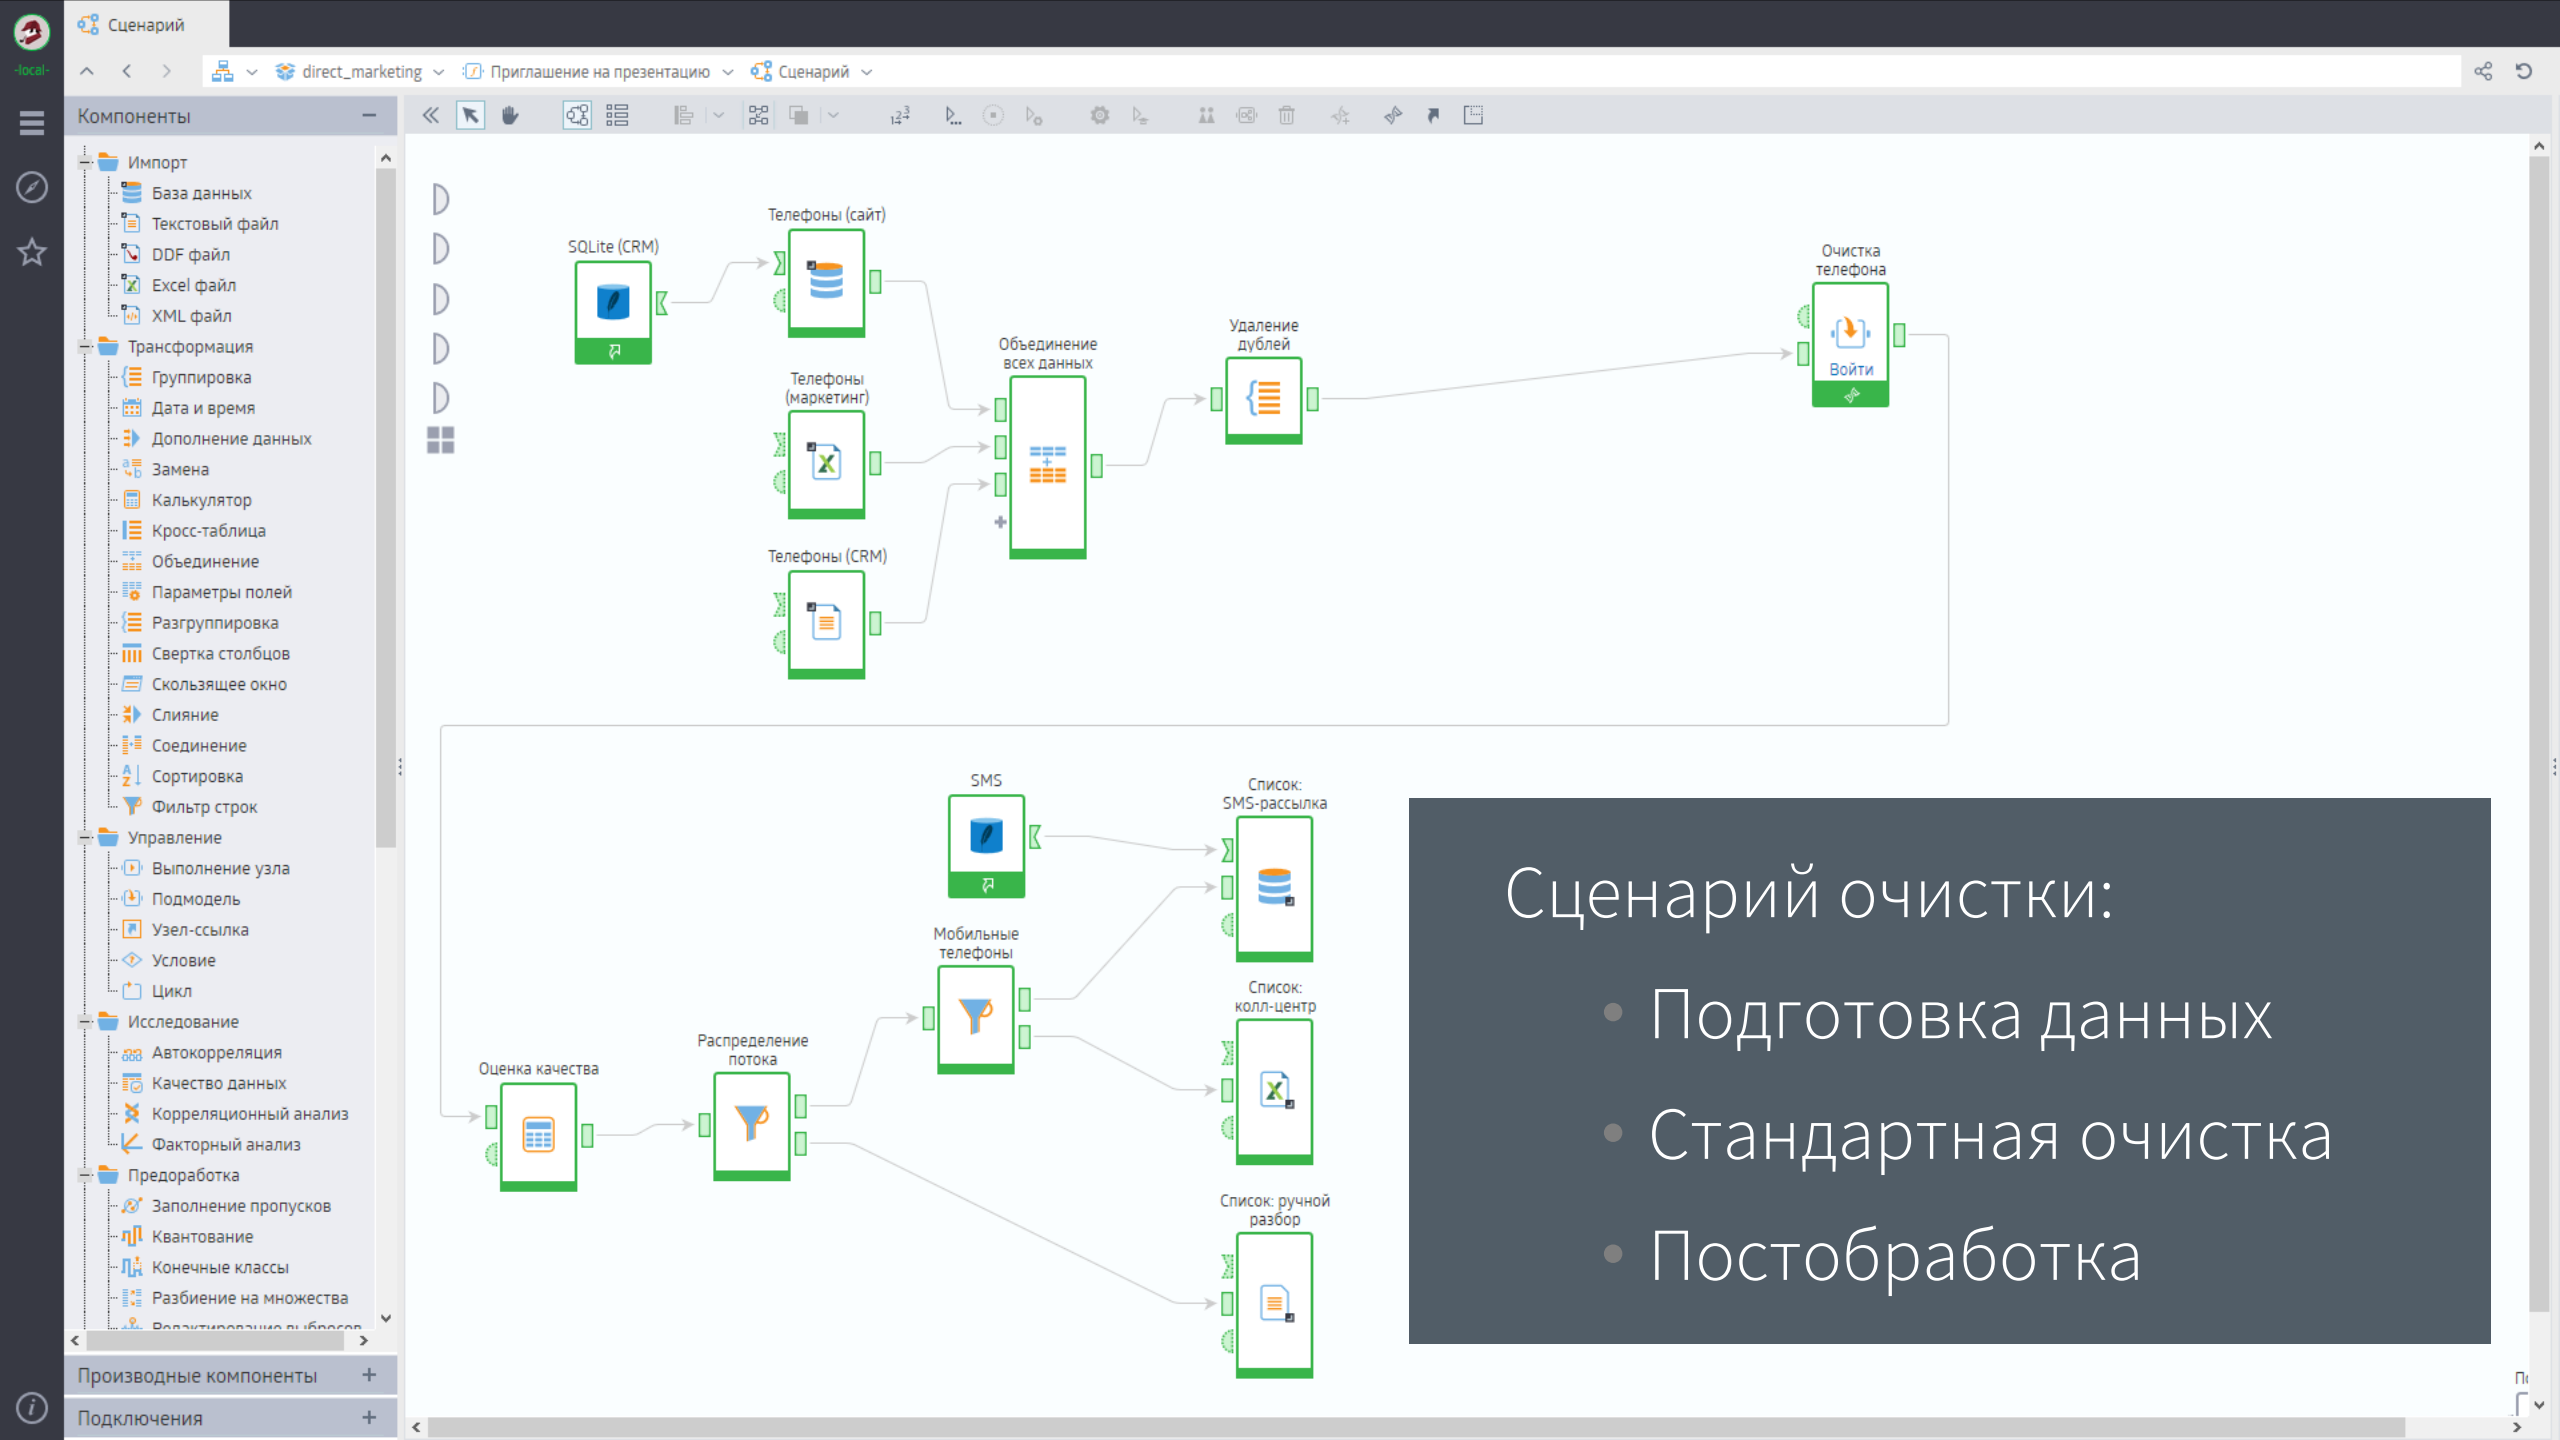 Сценарий
-local-
direct_marketing
Приглашение на презентацию
Сценарий
Компоненты
Импорт
База данных
Текстовый файл
DDF файл
Excel файл
XML файл
Трансформация
Группировка
Дата и время
Дополнение данных
Замена
Калькулятор
Кросс-таблица
Объединение
Параметры полей
Разгруппировка
Свертка столбцов
Скользящее окно
Слияние
Соединение
Сортировка
Фильтр строк
Управление
Выполнение узла
Подмодель
Узел-ссылка
Условие
Цикл
Исследование
Автокорреляция
Качество данных
Корреляционный анализ
Факторный анализ
Предоработка
Заполнение пропусков
Квантование
Конечные классы
Разбиение на множества
Редактирование выбросов
Производные компоненты
Подключения
SQLite (CRM)
Телефоны (сайт)
Телефоны
(маркетинг)
Телефоны (CRM)
Объединение
всех данных
Удаление
дублей
Очистка
телефона
Войти
SMS
Список:
SMS-рассылка
Мобильные
телефоны
Список:
колл-центр
Распределение
потока
Оценка качества
Список: ручной
разбор
Сценарий очистки:
• Подготовка данных
• Стандартная очистка
• Постобработка